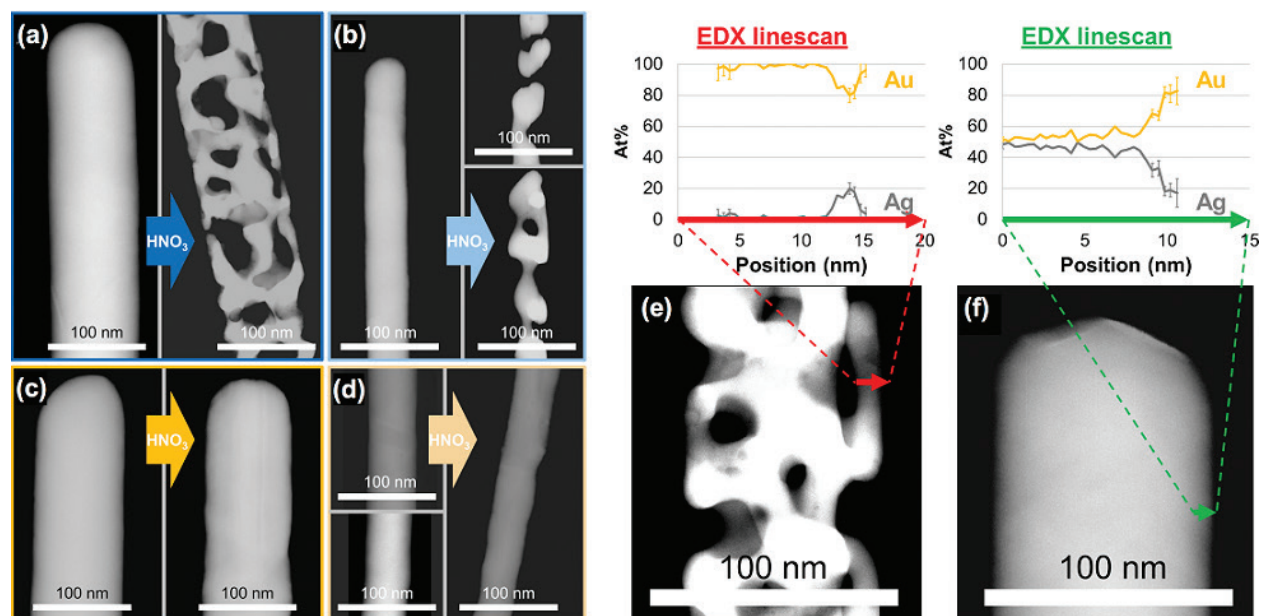 (a)
HNO₃
100 nm
100 nm
(b)
100 nm
HNO₃
100 nm
100 nm
(c)
HNO₃
100 nm
100 nm
(d)
HNO₃
100 nm
100 nm
100 nm
EDX linescan
100
80
60
40
20
0
At%
Au
Ag
0 5 10 15 20
Position (nm)
(e)
100 nm
EDX linescan
100
80
60
40
20
0
At%
Au
Ag
0 5 10 15
Position (nm)
(f)
100 nm